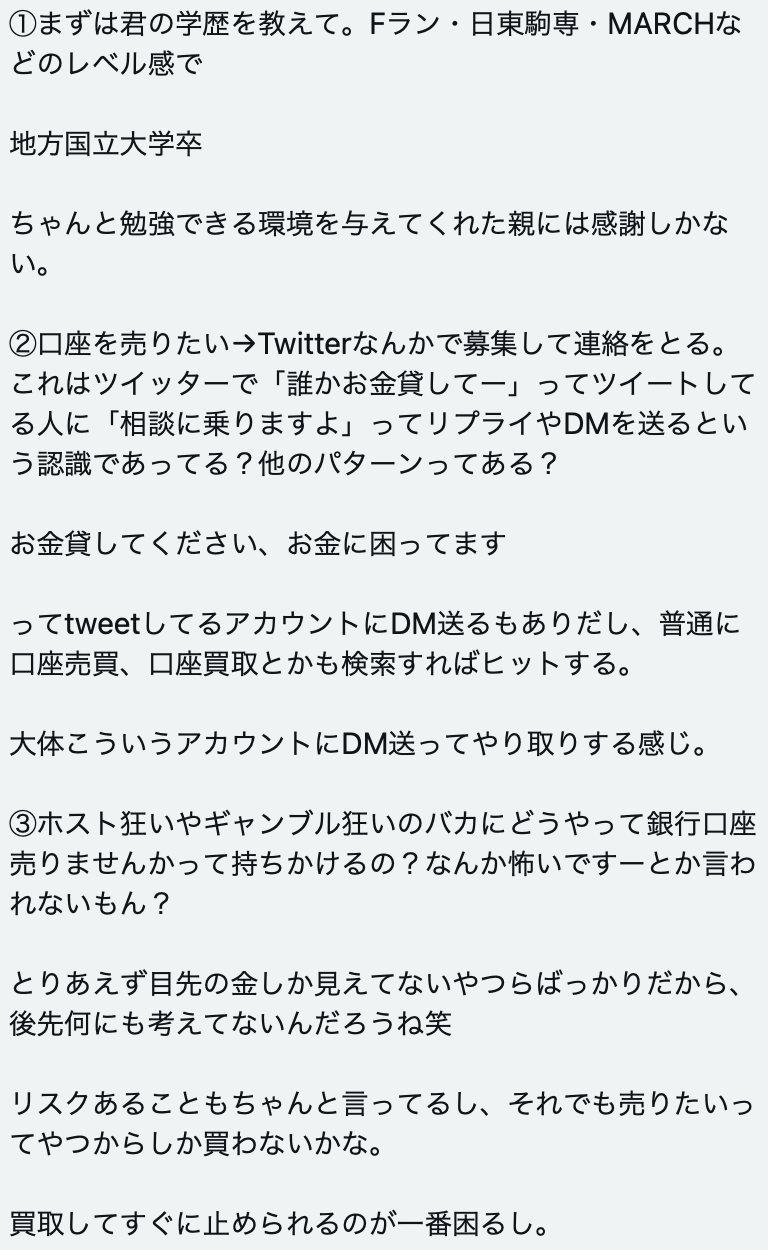 ①まずは君の学歴を教えて。Fラン・日東駒専・MARCHな
どのレベル感で
地方国立大学卒
ちゃんと勉強できる環境を与えてくれた親には感謝しかな
い。
②口座を売りたい→Twitterなんかで募集して連絡をとる。
これはツイッターで「誰かお金貸してー」ってツイートして
る人に「相談に乗りますよ」ってリプライやDMを送るとい
う認識であってる？他のパターンってある？
お金貸してください、お金に困ってます
ってtweetしてるアカウントにDM送るもありだし、普通に
口座売買、口座買取とかも検索すればヒットする。
大体こういうアカウントにDM送ってやり取りする感じ。
③ホスト狂いやギャンブル狂いのバカにどうやって銀行口座
売りませんかって持ちかけるの？なんか怖いですーとか言わ
れないもん？
とりあえず目先の金しか見えてないやつらばっかりだから、
後先何にも考えてないんだろうね笑
リスクあることもちゃんと言ってるし、それでも売りたいっ
てやつからしか買わないかな。
買取してすぐに止められるのが一番困るし。